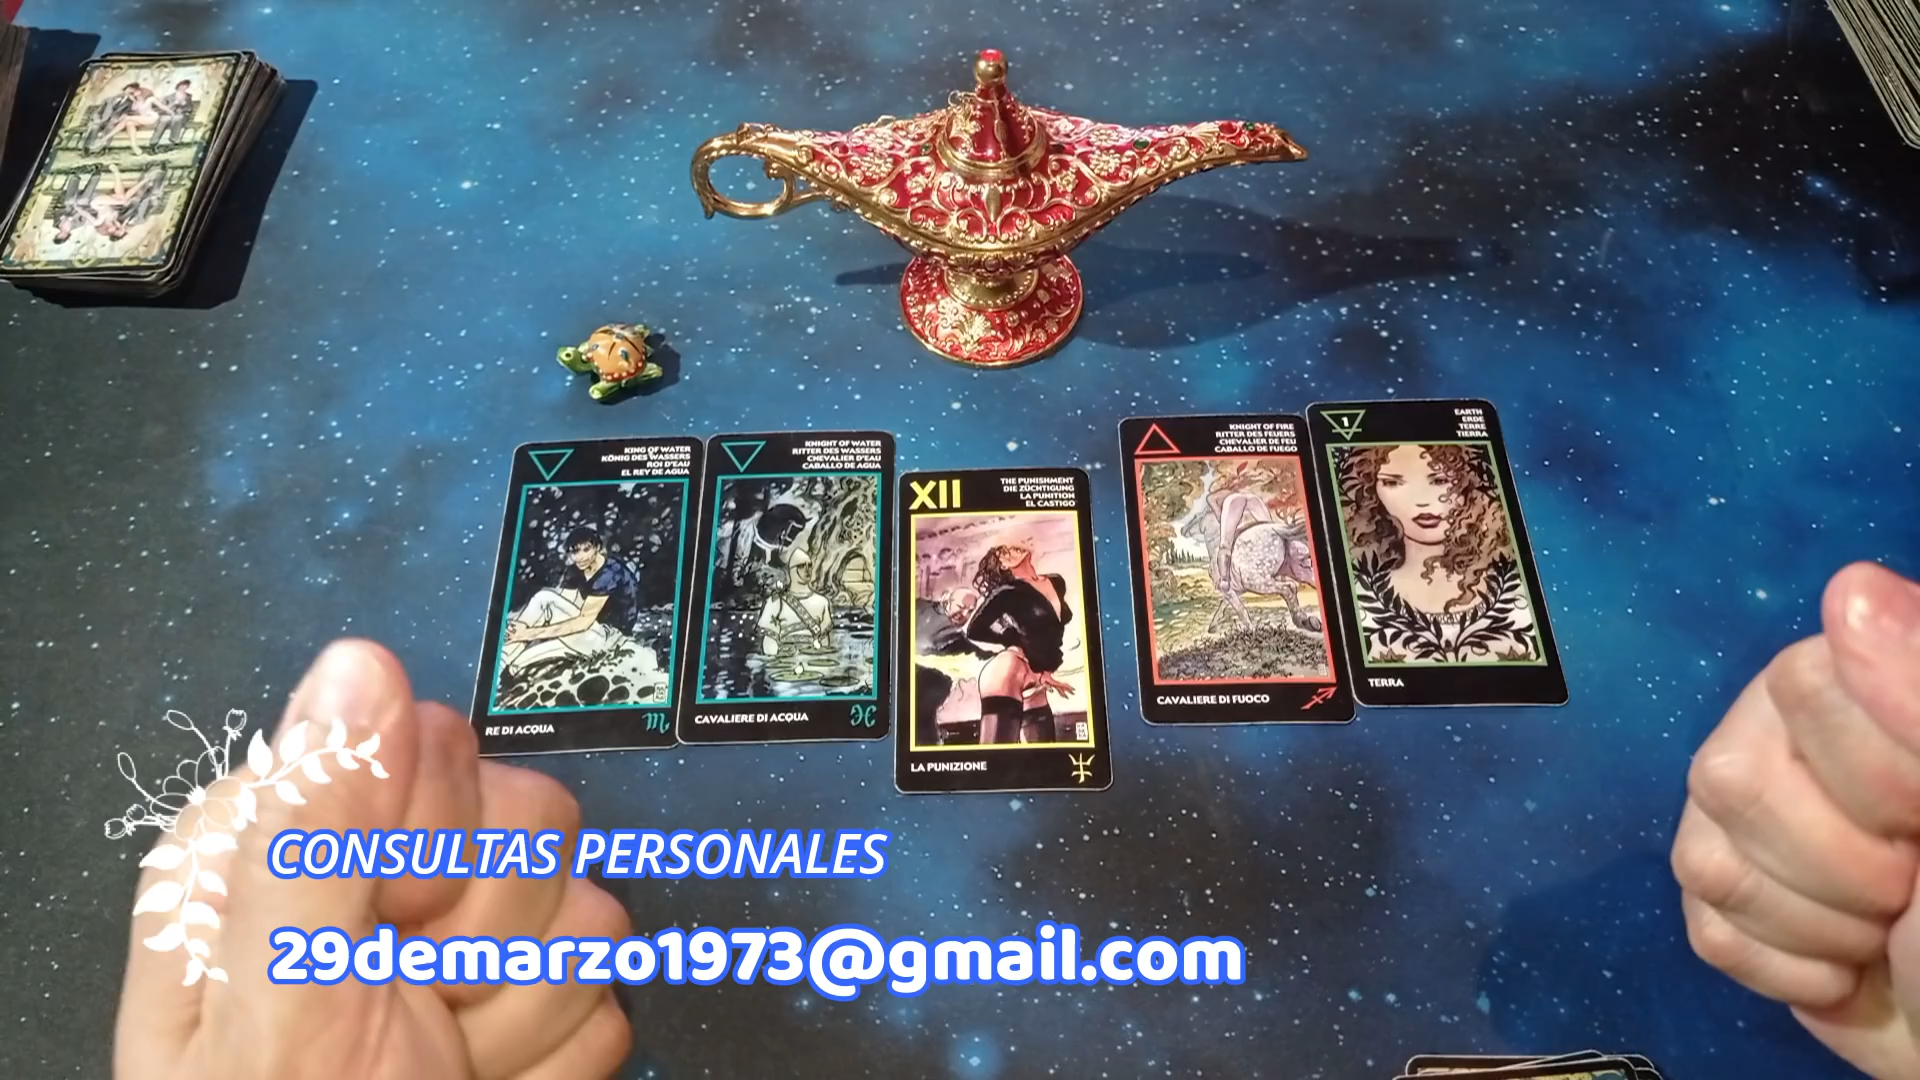 KING OF WATER
KÖNIG DES WASSERS
ROI D'EAU
EL REY DE AGUA
RE DI ACQUA
KNIGHT OF WATER
RITTER DES WASSERS
CHEVALIER D'EAU
CABALLO DE AGUA
CAVALIERE DI ACQUA
XII
THE PUNISHMENT
DIE ZÜCHTIGUNG
LA PUNITION
EL CASTIGO
LA PUNIZIONE
KNIGHT OF FIRE
RITTER DES FEUERS
CHEVALIER DE FEU
CABALLO DE FUEGO
CAVALIERE DI FUOCO
1
EARTH
ERDE
TERRE
TIERRA
TERRA
CONSULTAS PERSONALES
29demarzo1973@gmail.com